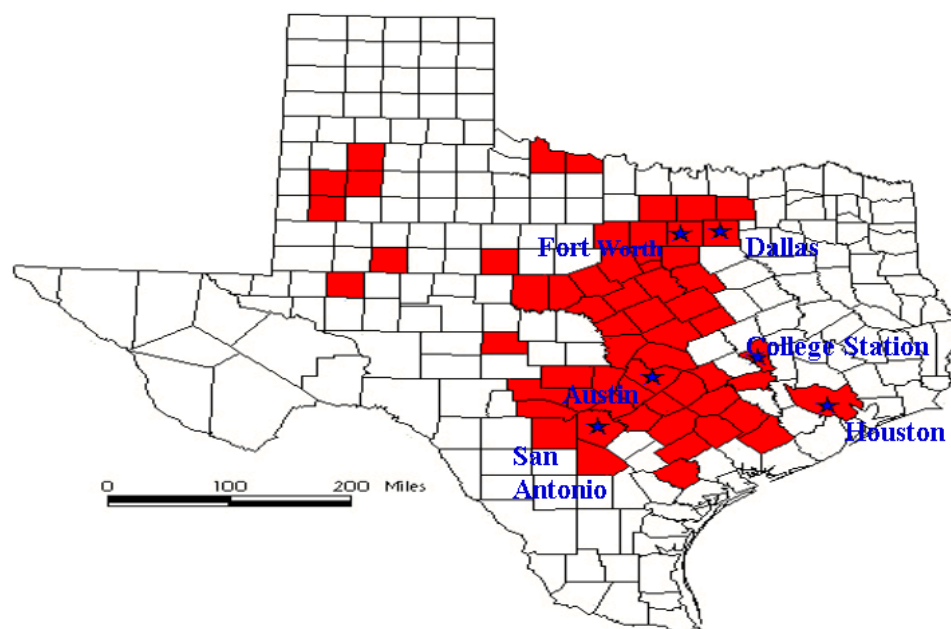 Fort Worth
Dallas
College Station
Austin
Houston
San
Antonio
0 100 200 Miles